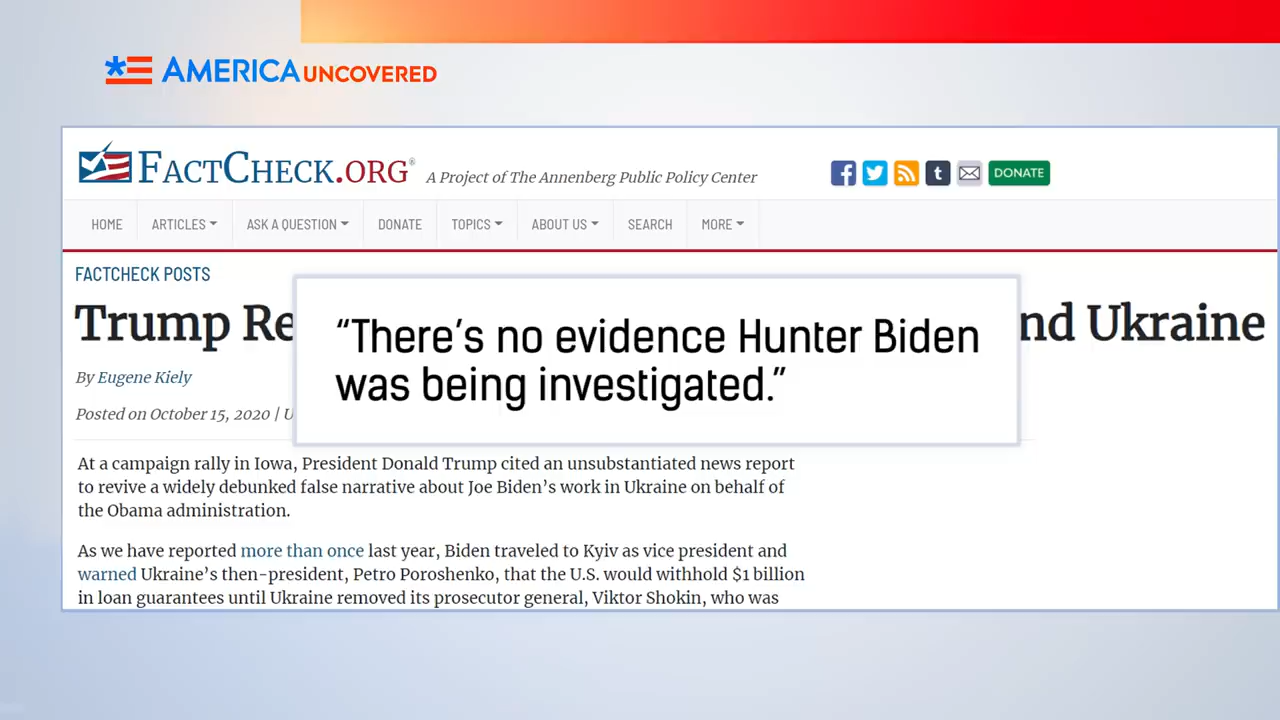 AMERICA UNCOVERED
FACTCHECK.ORG® A Project of The Annenberg Public Policy Center
DONATE
HOME ARTICLES ASK A QUESTION DONATE TOPICS ABOUT US SEARCH MORE
FACTCHECK POSTS
Trump Re nd Ukraine
“There’s no evidence Hunter Biden
was being investigated.”
By Eugene Kiely
Posted on October 15, 2020 | U
At a campaign rally in Iowa, President Donald Trump cited an unsubstantiated news report
to revive a widely debunked false narrative about Joe Biden’s work in Ukraine on behalf of
the Obama administration.
As we have reported more than once last year, Biden traveled to Kyiv as vice president and
warned Ukraine’s then-president, Petro Poroshenko, that the U.S. would withhold $1 billion
in loan guarantees until Ukraine removed its prosecutor general, Viktor Shokin, who was